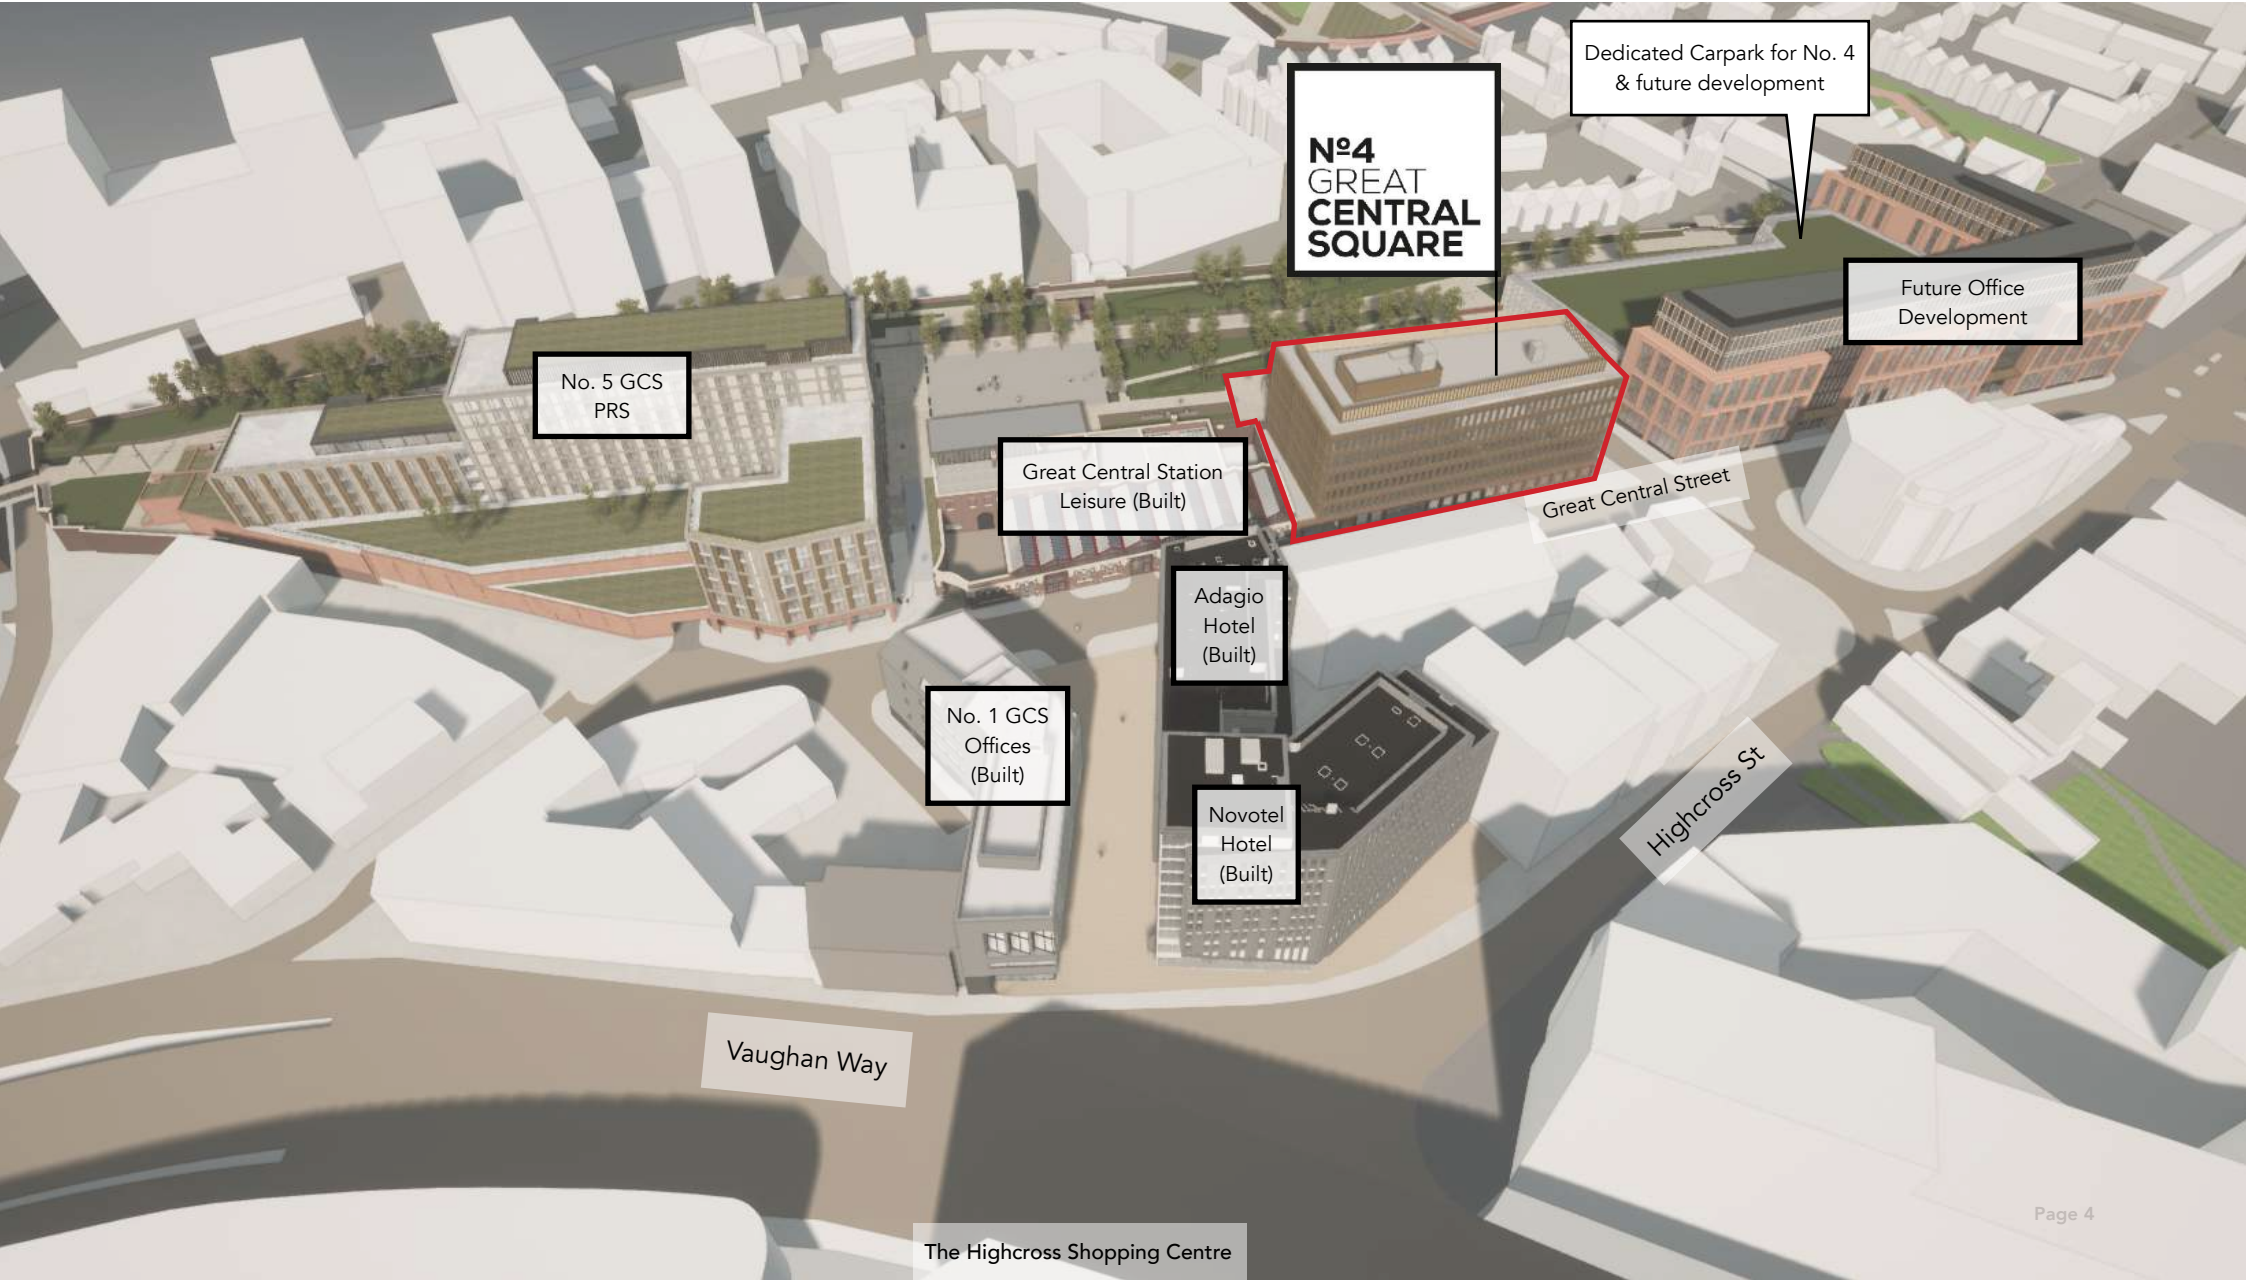 Dedicated Carpark for No. 4
& future development
Nº4
GREAT
CENTRAL
SQUARE
Future Office
Development
No. 5 GCS
PRS
Great Central Station
Leisure (Built)
Great Central Street
Adagio
Hotel
(Built)
No. 1 GCS
Offices
(Built)
Novotel
Hotel
(Built)
Highcross St
Vaughan Way
Page 4
The Highcross Shopping Centre